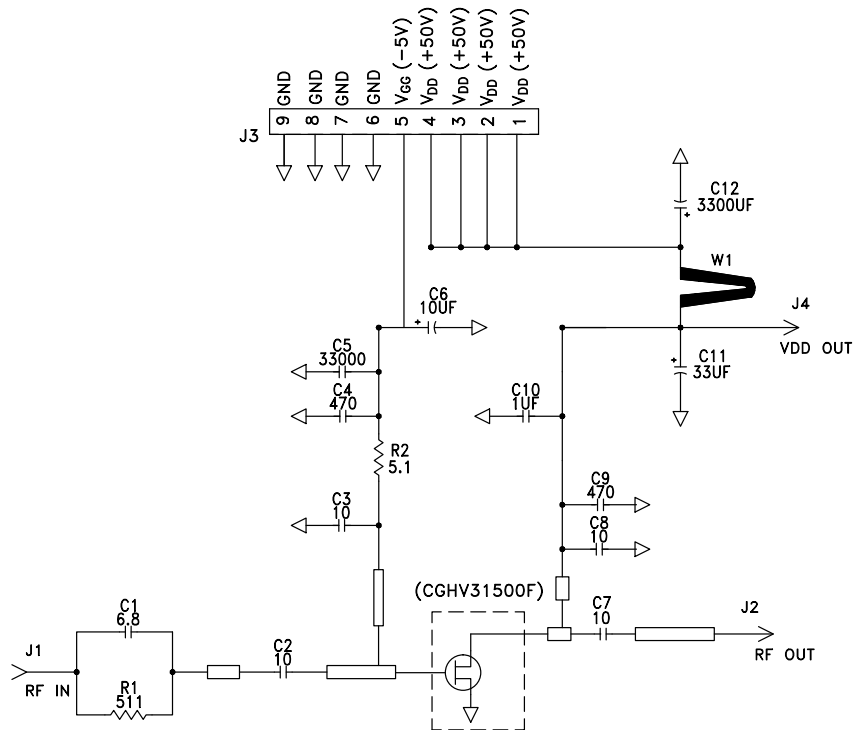 GND
GND
GND
GND
VGG (-5V)
VDD (+50V)
VDD (+50V)
VDD (+50V)
VDD (+50V)
J3
9
8
7
6
5
4
3
2
1
C12
3300UF
+
W1
C6
10UF
+
J4
VDD OUT
C5
33000
C11
33UF
+
C4
470
C10
1UF
R2
5.1
C9
470
C3
10
C8
10
(CGHV31500F)
C1
6.8
C7
10
J2
RF OUT
J1
RF IN
C2
10
R1
511